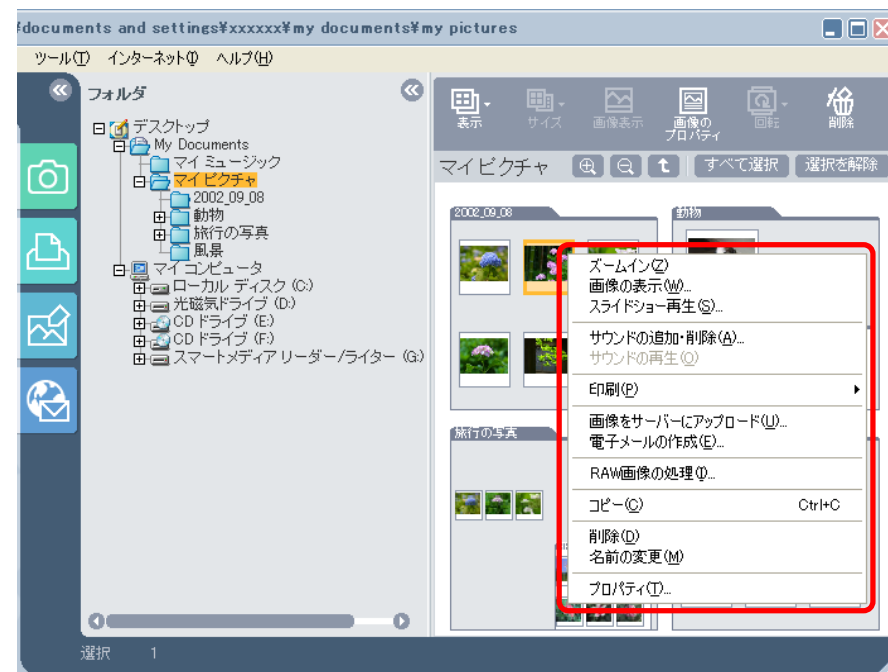 ¥documents and settings¥xxxxxx¥my documents¥my pictures
ツール(T) インターネット(I) ヘルプ(H)
フォルダ
デスクトップ
My Documents
マイ ミュージック
マイ ピクチャ
2002_09_08
動物
旅行の写真
風景
マイ コンピュータ
ローカル ディスク (C:)
光磁気ドライブ (D:)
CD ドライブ (E:)
CD ドライブ (F:)
スマートメディア リーダー/ライター (G:)
表示
サイズ
画像表示
画像の
プロパティ
回転
削除
マイ ピクチャ
すべて選択
選択を解除
2002_09_08
動物
旅行の写真
ズームイン(Z)
画像の表示(W)...
スライドショー再生(S)...
サウンドの追加・削除(A)...
サウンドの再生(O)
印刷(P)
画像をサーバーにアップロード(U)...
電子メールの作成(E)...
RAW画像の処理(I)...
コピー(C) Ctrl+C
削除(D)
名前の変更(M)
プロパティ(T)...
選択 1